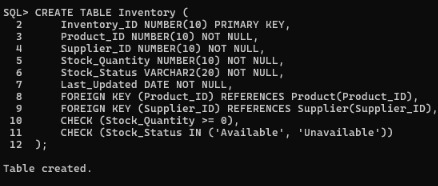 SQL> CREATE TABLE Inventory (
  2      Inventory_ID NUMBER(10) PRIMARY KEY,
  3      Product_ID NUMBER(10) NOT NULL,
  4      Supplier_ID NUMBER(10) NOT NULL,
  5      Stock_Quantity NUMBER(10) NOT NULL,
  6      Stock_Status VARCHAR2(20) NOT NULL,
  7      Last_Updated DATE NOT NULL,
  8      FOREIGN KEY (Product_ID) REFERENCES Product(Product_ID),
  9      FOREIGN KEY (Supplier_ID) REFERENCES Supplier(Supplier_ID),
 10      CHECK (Stock_Quantity >= 0),
 11      CHECK (Stock_Status IN ('Available', 'Unavailable'))
 12  );
Table created.